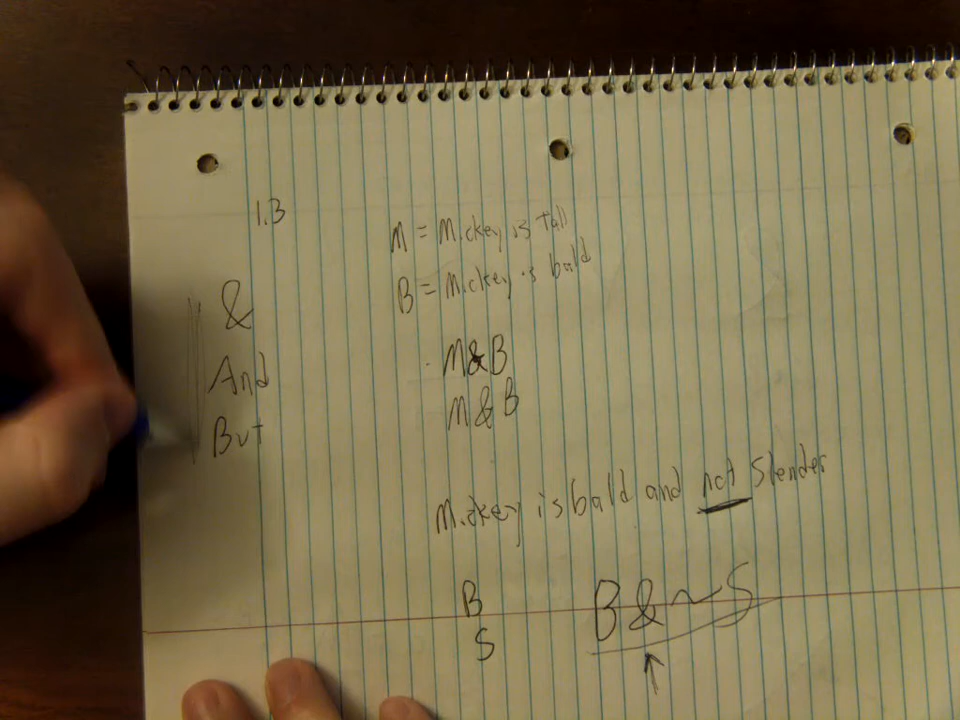 1.3
M = Mickey is tall
B = Mickey is bald
&
And
But
M&B
M&B
Mickey is bald and not Slender
B
S
B&~S